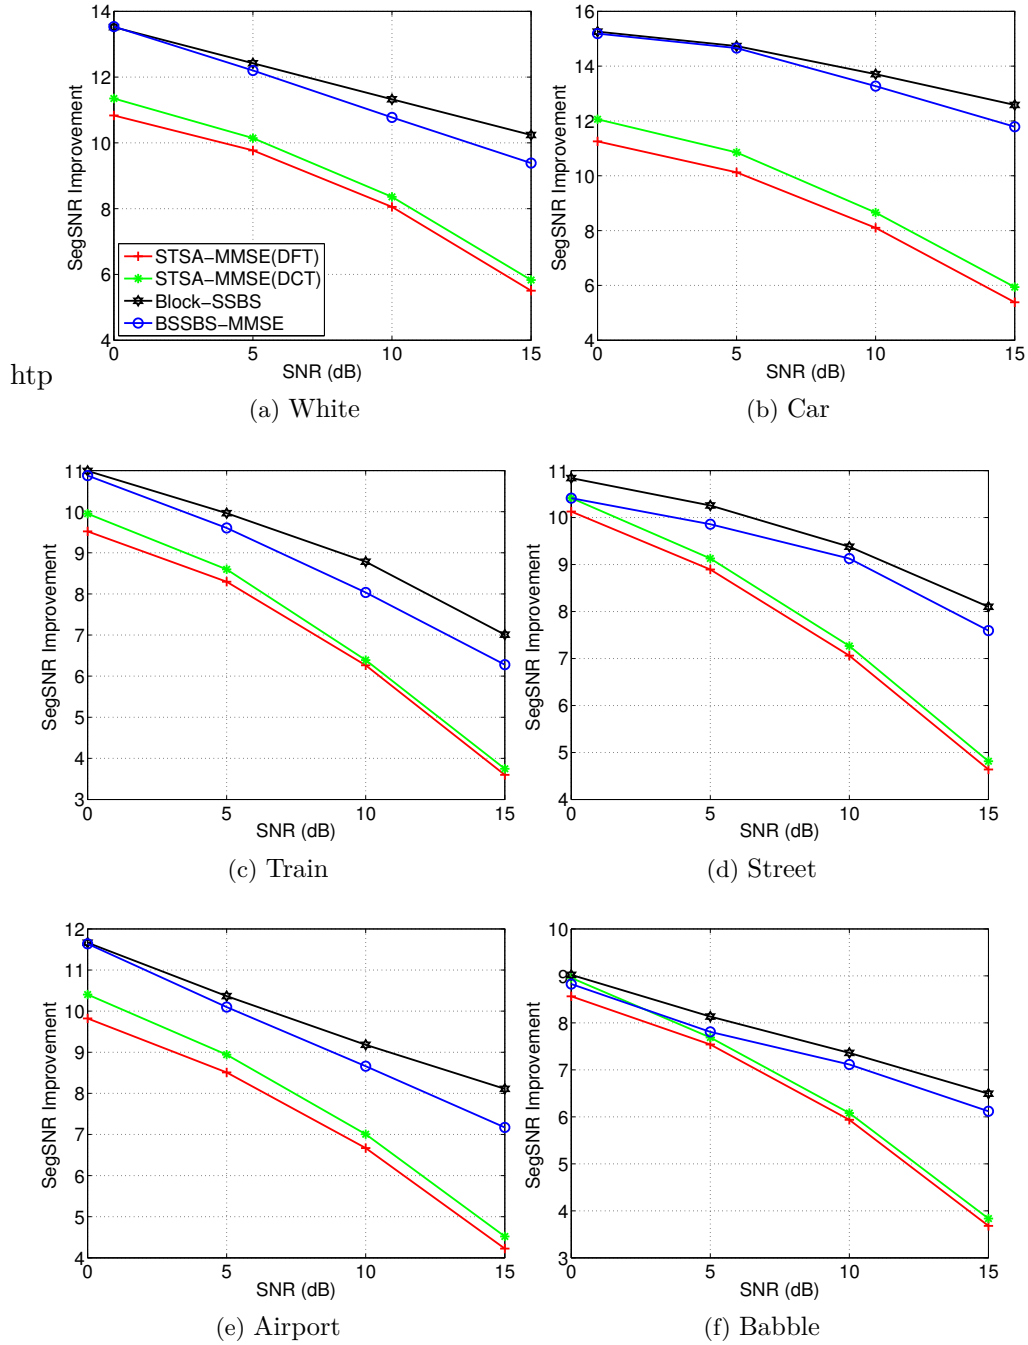 14
12
10
8
6
4
SegSNR Improvement
STSA−MMSE(DFT)
STSA−MMSE(DCT)
Block−SSBS
BSSBS−MMSE
0 5 10 15
SNR (dB)
(a) White
16
14
12
10
8
6
4
SegSNR Improvement
0 5 10 15
SNR (dB)
(b) Car
htp
11
10
9
8
7
6
5
4
3
SegSNR Improvement
0 5 10 15
SNR (dB)
(c) Train
11
10
9
8
7
6
5
4
SegSNR Improvement
0 5 10 15
SNR (dB)
(d) Street
12
11
10
9
8
7
6
5
4
SegSNR Improvement
0 5 10 15
SNR (dB)
(e) Airport
10
9
8
7
6
5
4
3
SegSNR Improvement
0 5 10 15
SNR (dB)
(f) Babble